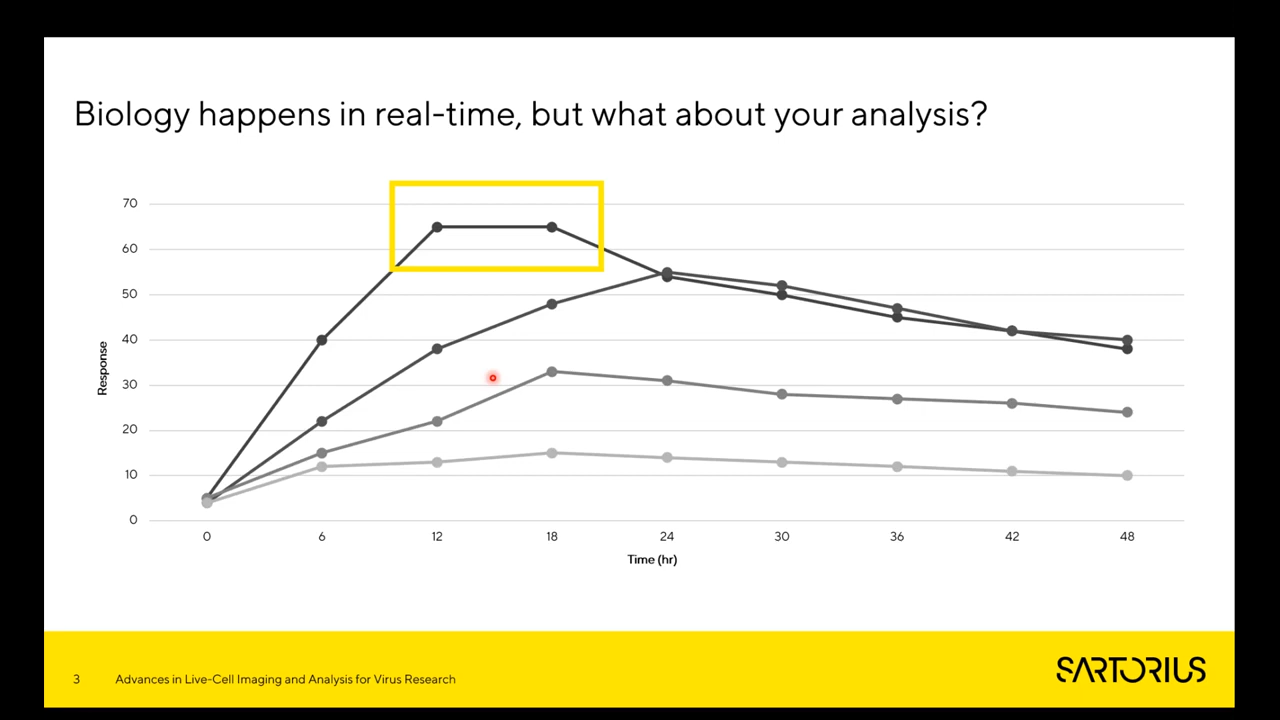 Biology happens in real-time, but what about your analysis?
70
60
50
40
30
20
10
0
Response
0 6 12 18 24 30 36 42 48
Time (hr)
3 Advances in Live-Cell Imaging and Analysis for Virus Research
SARTORIUS